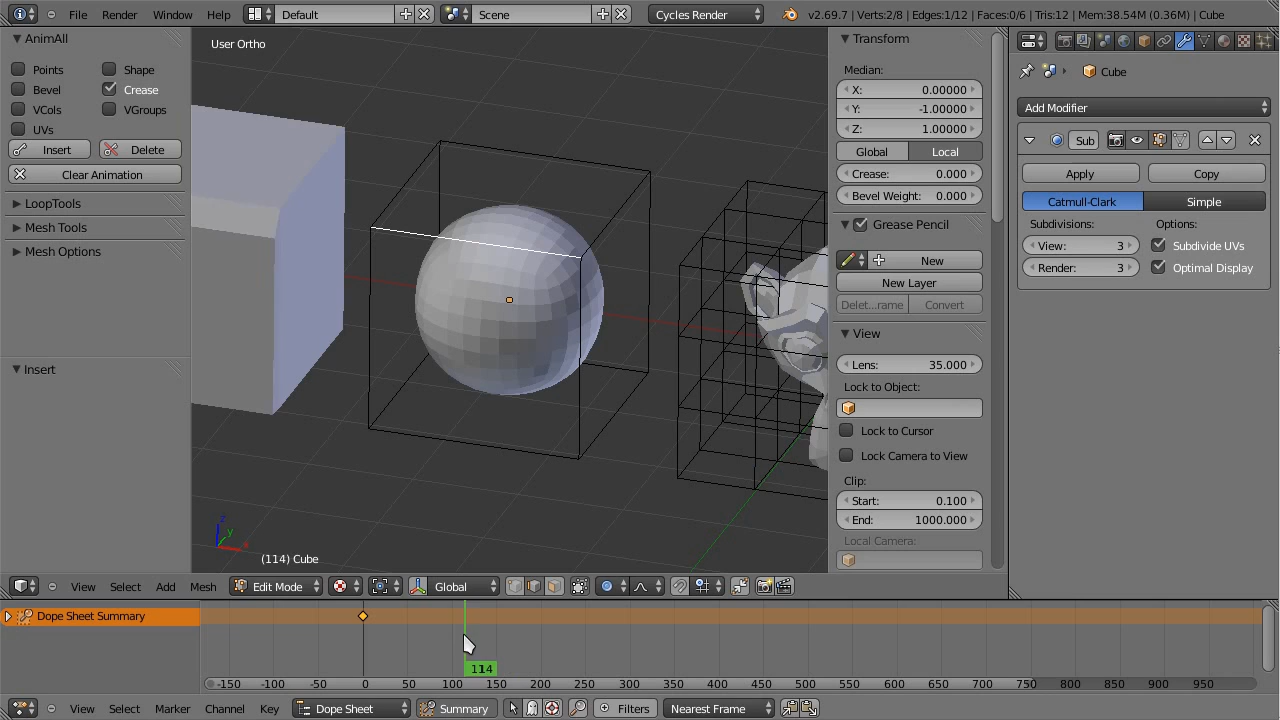 File Render Window Help Default Scene Cycles Render v2.69.7 | Verts:2/8 | Edges:1/12 | Faces:0/6 | Tris:12 | Mem:38.54M (0.36M) | Cube
AnimAll
Points Shape
Bevel Crease
VCols VGroups
UVs
Insert Delete
Clear Animation
LoopTools
Mesh Tools
Mesh Options
Insert
User Ortho
z
y
x
(114) Cube
Transform
Median:
X: 0.00000
Y: -1.00000
Z: 1.00000
Global Local
Crease: 0.000
Bevel Weight: 0.000
Grease Pencil
New
New Layer
Delet...rame Convert
View
Lens: 35.000
Lock to Object:
Lock to Cursor
Lock Camera to View
Clip:
Start: 0.100
End: 1000.000
Local Camera:
Cube
Add Modifier
Sub
Apply Copy
Catmull-Clark Simple
Subdivisions: Options:
View: 3 Subdivide UVs
Render: 3 Optimal Display
View Select Add Mesh Edit Mode Global
Dope Sheet Summary
114
-150 -100 -50 0 50 100 150 200 250 300 350 400 450 500 550 600 650 700 750 800 850 900 950
View Select Marker Channel Key Dope Sheet Summary Filters Nearest Frame